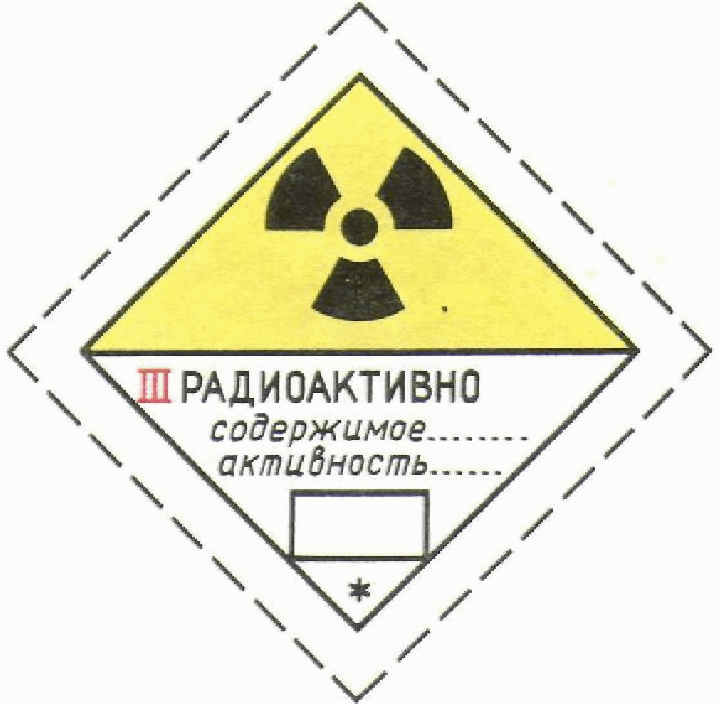 III РАДИОАКТИВНО
содержимое........
активность......
*